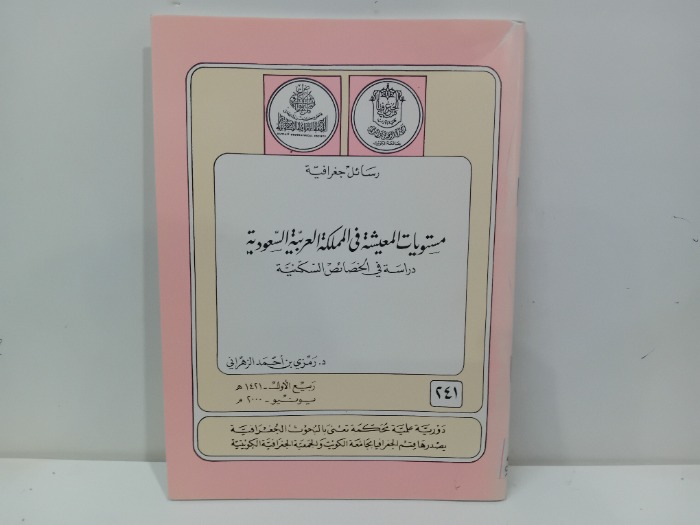 رسائل جغرافية
مستويات المعيشة في المملكة العربية السعودية
دراسة في الخصائص السكنية
د. رمزي بن أحمد الزهراني
ربيع الأول - ١٤٢١ هـ
يونيو - ٢٠٠٠ م
٢٤١
دورية علمية محكمة تعنى بالبحوث الجغرافية
يصدرها قسم الجغرافيا بجامعة الكويت والجمعية الجغرافية الكويتية